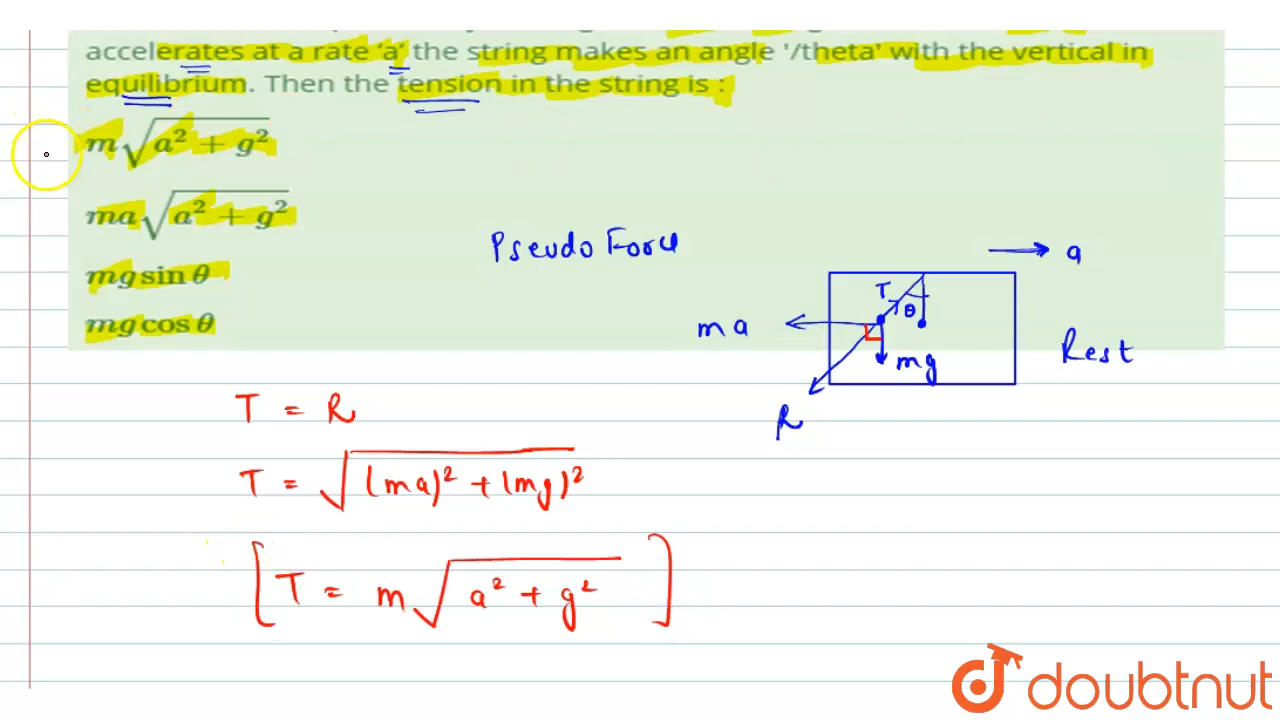 accelerates at a rate 'a' the string makes an angle '/theta' with the vertical in
equilibrium. Then the tension in the string is :
m√(a² + g²)
ma√(a² + g²)
mg sin θ
mg cos θ
Pseudo Force
a
T
θ
ma
mg
Rest
R
T = R
T = √((ma)² + (mg)²)
[T = m√(a² + g²)]
doubtnut